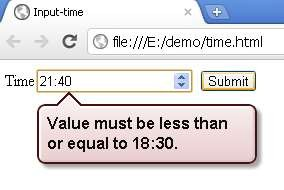 Input-time
file:///E:/demo/time.html
Time 21:40 Submit
Value must be less than
or equal to 18:30.